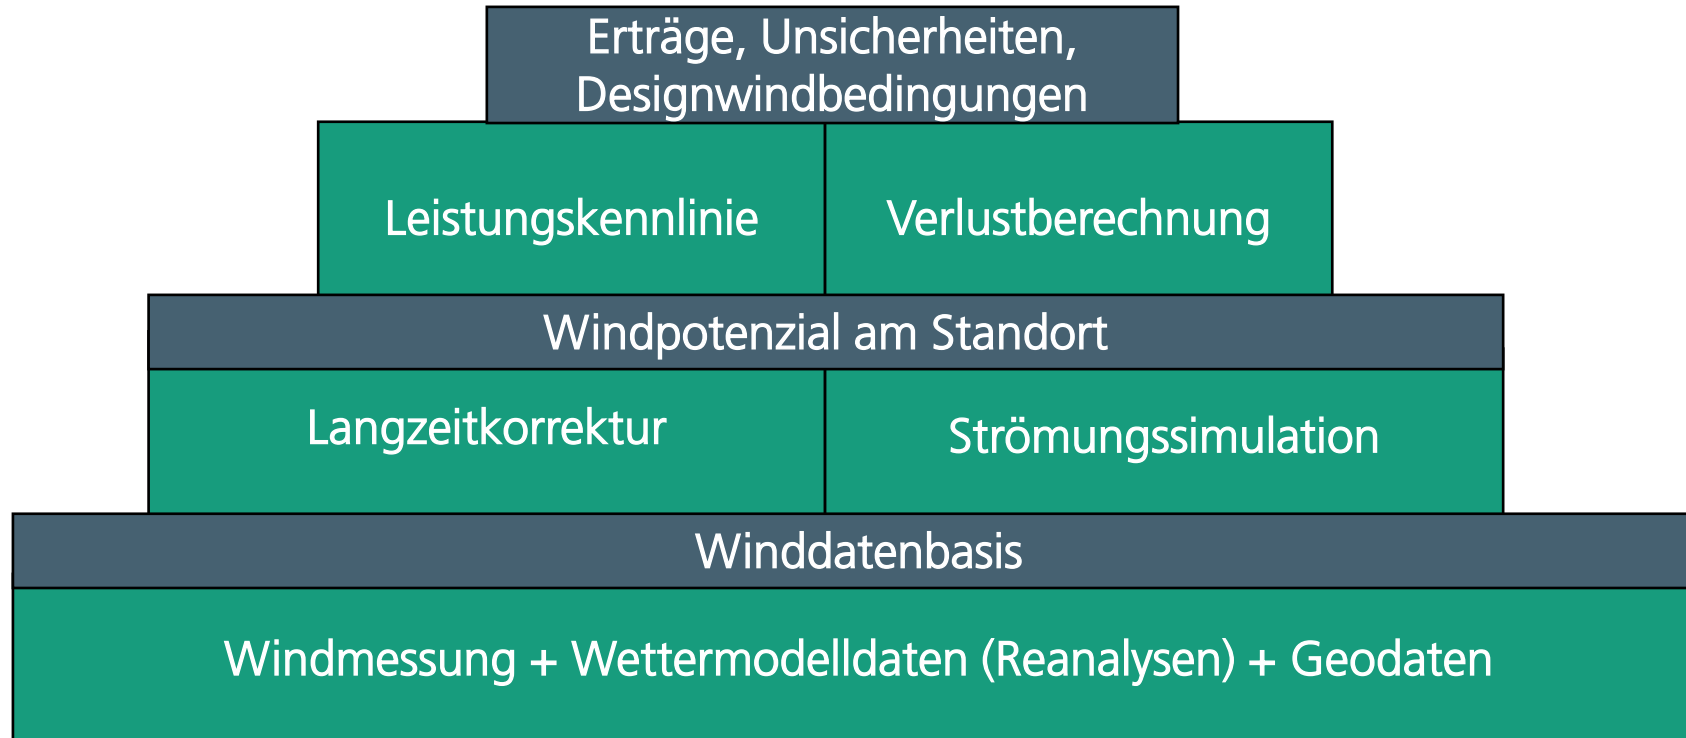 Erträge, Unsicherheiten,
Designwindbedingungen
Leistungskennlinie
Verlustberechnung
Windpotenzial am Standort
Langzeitkorrektur
Strömungssimulation
Winddatenbasis
Windmessung + Wettermodelldaten (Reanalysen) + Geodaten